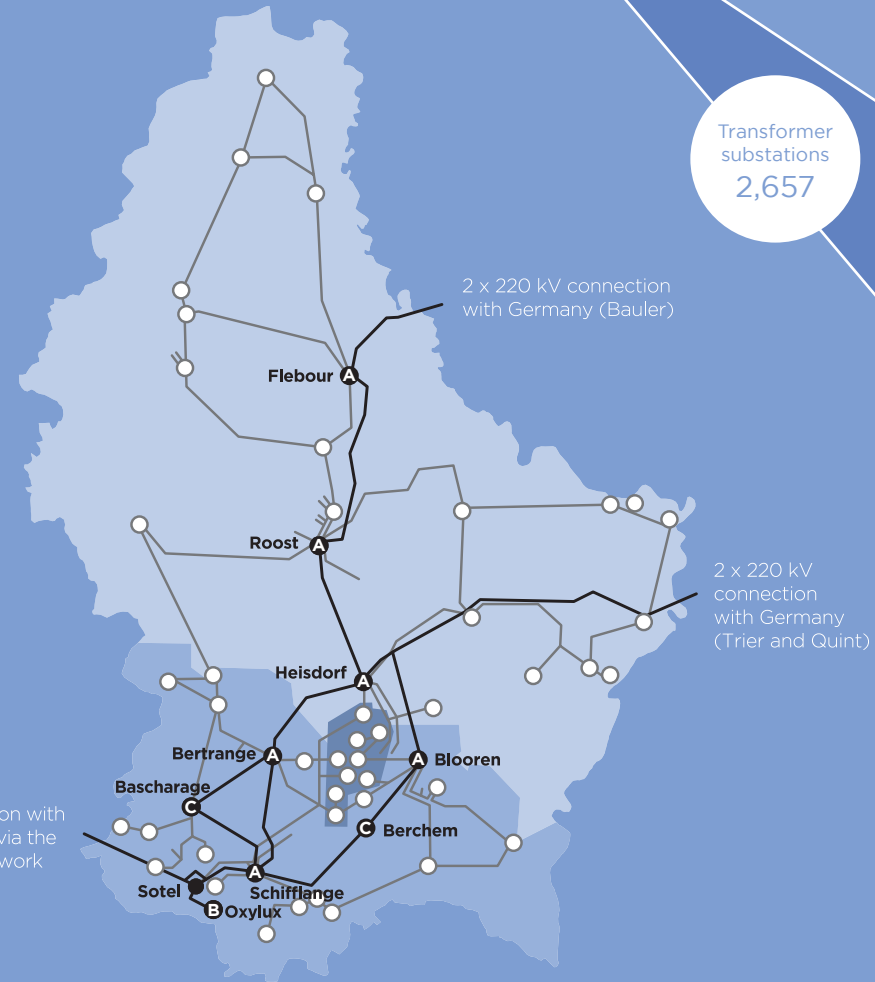 Transformer
substations
2,657
2 x 220 kV connection
with Germany (Bauler)
Flebour A
Roost A
2 x 220 kV
connection
with Germany
(Trier and Quint)
Heisdorf A
Bertrange A
A Blooren
Bascharage
C
C Berchem
on with
via the
work
A
Sotel
Schifflange
B Oxylux